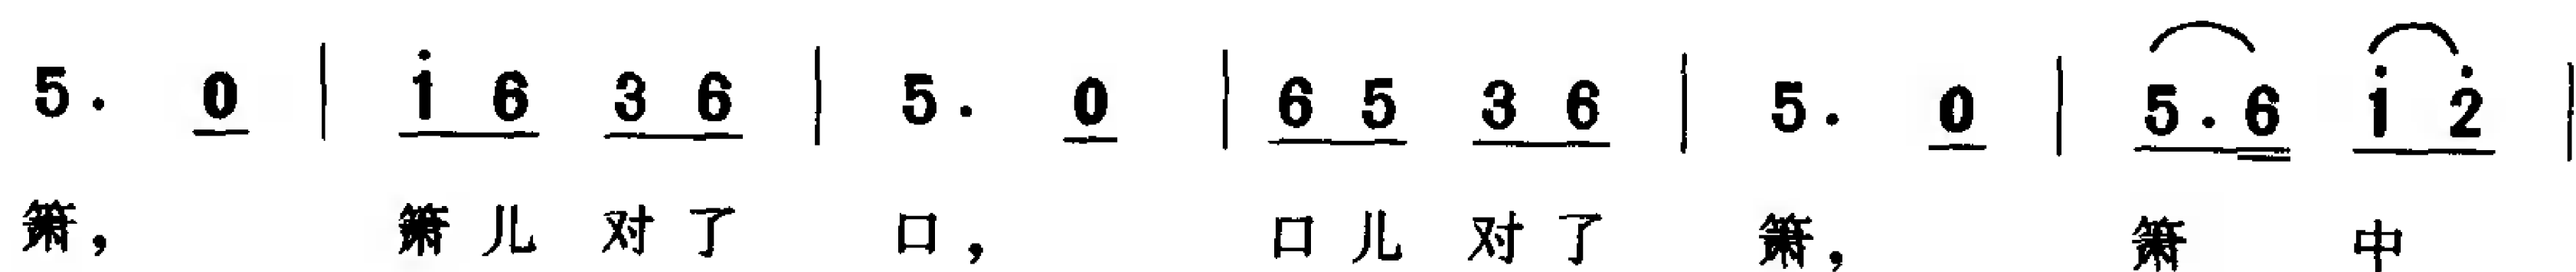 5. 0 | i 6 3 6 | 5. 0 | 6 5 3 6 | 5. 0 | 5.6 i 2̇ |
箫， 箫儿对了 口， 口儿对了 箫， 箫 中